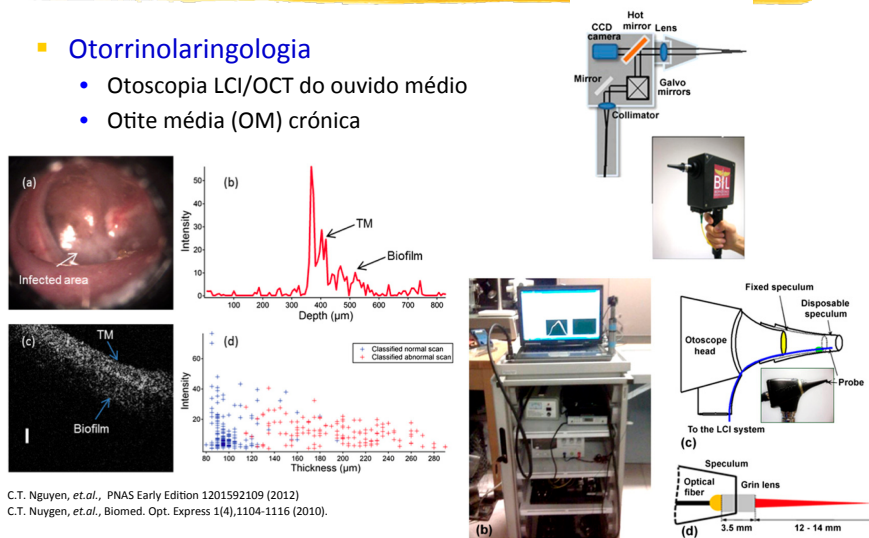 Otorrinolaringologia
Otoscopia LCI/OCT do ouvido médio
Otite média (OM) crónica
CCD camera
Hot mirror
Lens
Mirror
Galvo mirrors
Collimator
BIL
(a)
Infected area
(b)
Intensity
50
40
30
20
10
0
TM
Biofilm
100 200 300 400 500 600 700 800
Depth (µm)
(c)
TM
Biofilm
(d)
Intensity
60
40
20
+ Classified normal scan
+ Classified abnormal scan
80 100 120 140 160 180 200 220 240 260 280
Thickness (µm)
(b)
Fixed speculum
Disposable speculum
Otoscope head
Probe
To the LCI system
(c)
Speculum
Optical fiber
Grin lens
3.5 mm
12 - 14 mm
(d)
C.T. Nguyen, et.al., PNAS Early Edition 1201592109 (2012)
C.T. Nuygen, et.al., Biomed. Opt. Express 1(4),1104-1116 (2010).